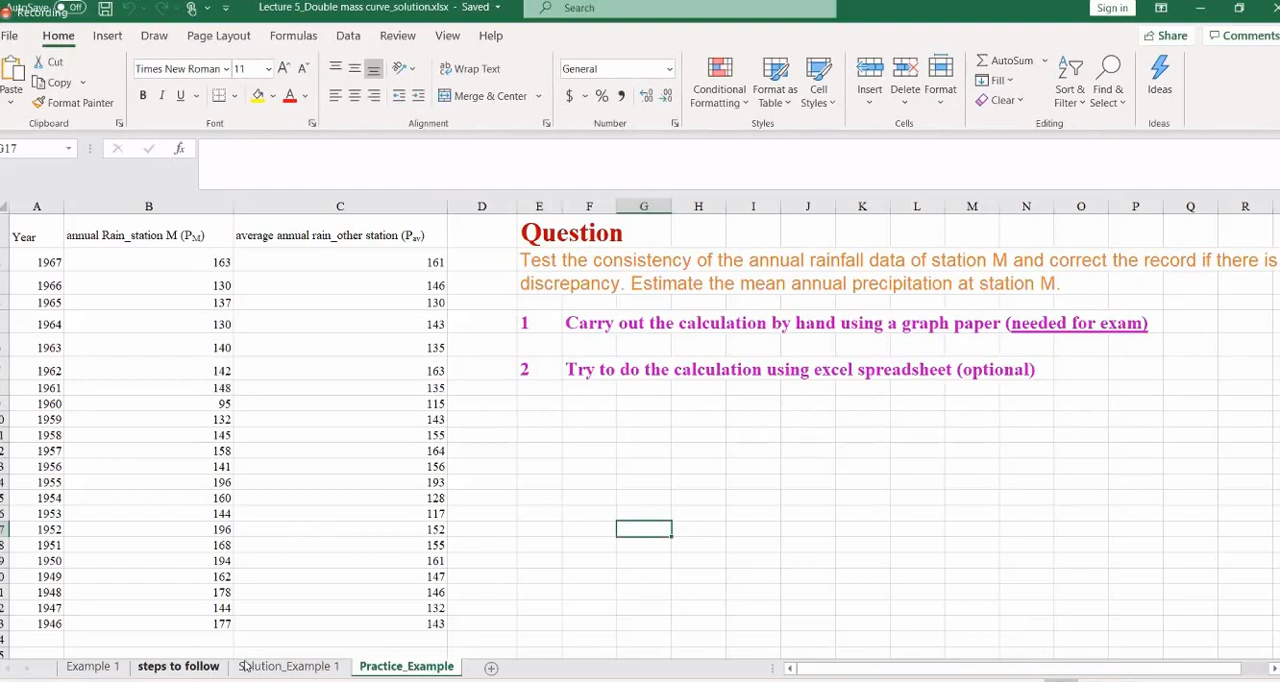 AutoSave Off Lecture 5_Double mass curve_solution.xlsx - Saved Search Sign in
Recording
File Home Insert Draw Page Layout Formulas Data Review View Help Share Comments
Cut Times New Roman Wrap Text General AutoSum
Copy Fill
Format Painter B I U Merge & Center $ % Clear
Paste Conditional Formatting Format as Table Cell Styles Insert Delete Format Sort & Filter Find & Select Ideas
Clipboard Font Alignment Number Styles Cells Editing Ideas
G17 fx
A B C D E F G H I J K L M N O P Q R
Year annual Rain_station M (PM) average annual rain_other station (Pav) Question
1967 163 161 Test the consistency of the annual rainfall data of station M and correct the record if there is
1966 130 146 discrepancy. Estimate the mean annual precipitation at station M.
1965 137 130
1964 130 143 1 Carry out the calculation by hand using a graph paper (needed for exam)
1963 140 135
1962 142 163 2 Try to do the calculation using excel spreadsheet (optional)
1961 148 135
1960 95 115
1959 132 143
1958 145 155
1957 158 164
1956 141 156
1955 196 193
1954 160 128
1953 144 117
1952 196 152
1951 168 155
1950 194 161
1949 162 147
1948 178 146
1947 144 132
1946 177 143
Example 1 steps to follow Solution_Example 1 Practice_Example